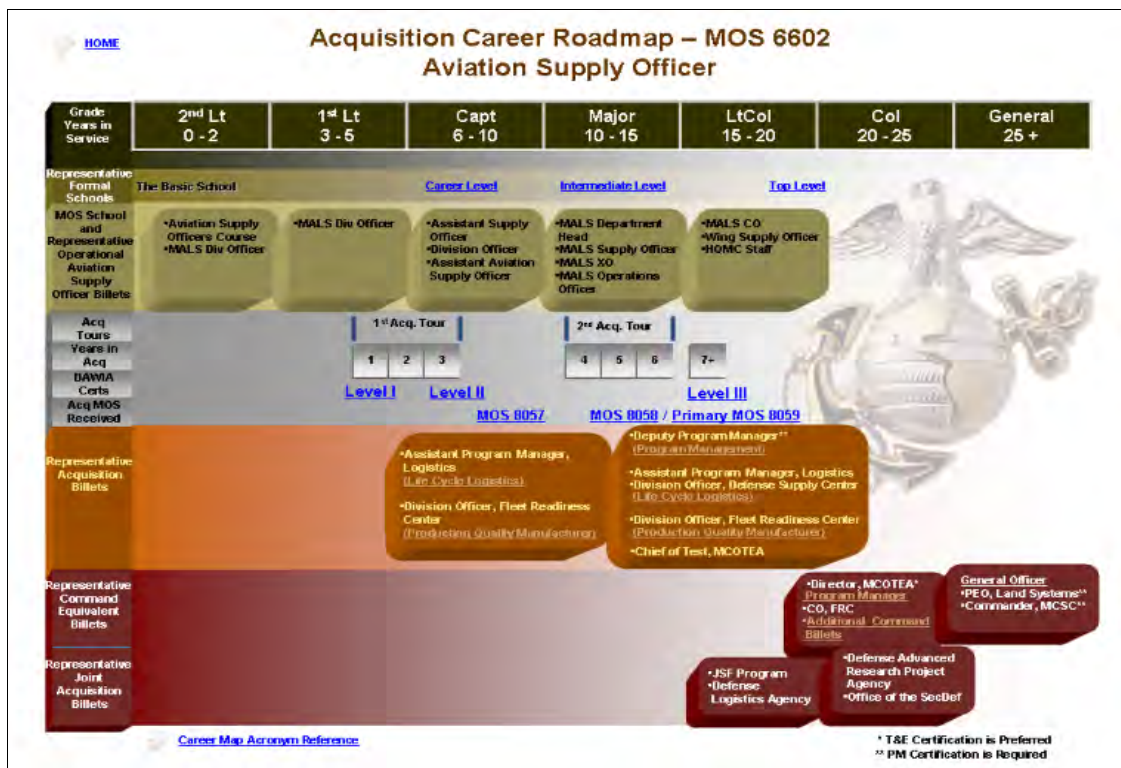 HOME
Acquisition Career Roadmap – MOS 6602
Aviation Supply Officer
Grade
Years in
Service
2nd Lt
0 - 2
1st Lt
3 - 5
Capt
6 - 10
Major
10 - 15
LtCol
15 - 20
Col
20 - 25
General
25 +
Representative
Formal
Schools
The Basic School
Career Level
Intermediate Level
Top Level
MOS School
and
Representative
Operational
Aviation
Supply
Officer Billets
•Aviation Supply
Officers Course
•MALS Div Officer
•MALS Div Officer
•Assistant Supply
Officer
•Division Officer
•Assistant Aviation
Supply Officer
•MALS Department
Head
•MALS Supply Officer
•MALS XO
•MALS Operations
Officer
•MALS CO
•Wing Supply Officer
•HQMC Staff
Acq
Tours
1st Acq. Tour
2nd Acq. Tour
Years in
Acq
1
2
3
4
5
6
7+
DAWIA
Certs
Level I
Level II
Level III
Acq MOS
Received
MOS 8057
MOS 8058 / Primary MOS 8059
Representative
Acquisition
Billets
•Assistant Program Manager,
Logistics
(Life Cycle Logistics)
•Division Officer, Fleet Readiness
Center
(Production Quality Manufacturer)
•Deputy Program Manager**
(Program Management)
•Assistant Program Manager, Logistics
•Division Officer, Defense Supply Center
(Life Cycle Logistics)
•Division Officer, Fleet Readiness Center
(Production Quality Manufacturer)
•Chief of Test, MCOTEA
Representative
Command
Equivalent
Billets
•Director, MCOTEA*
Program Manager
•CO, FRC
•Additional Command
Billets
General Officer
•PEO, Land Systems**
•Commander, MCSC**
Representative
Joint
Acquisition
Billets
•JSF Program
•Defense
Logistics Agency
•Defense Advanced
Research Project
Agency
•Office of the SecDef
Career Map Acronym Reference
* T&E Certification is Preferred
** PM Certification is Required